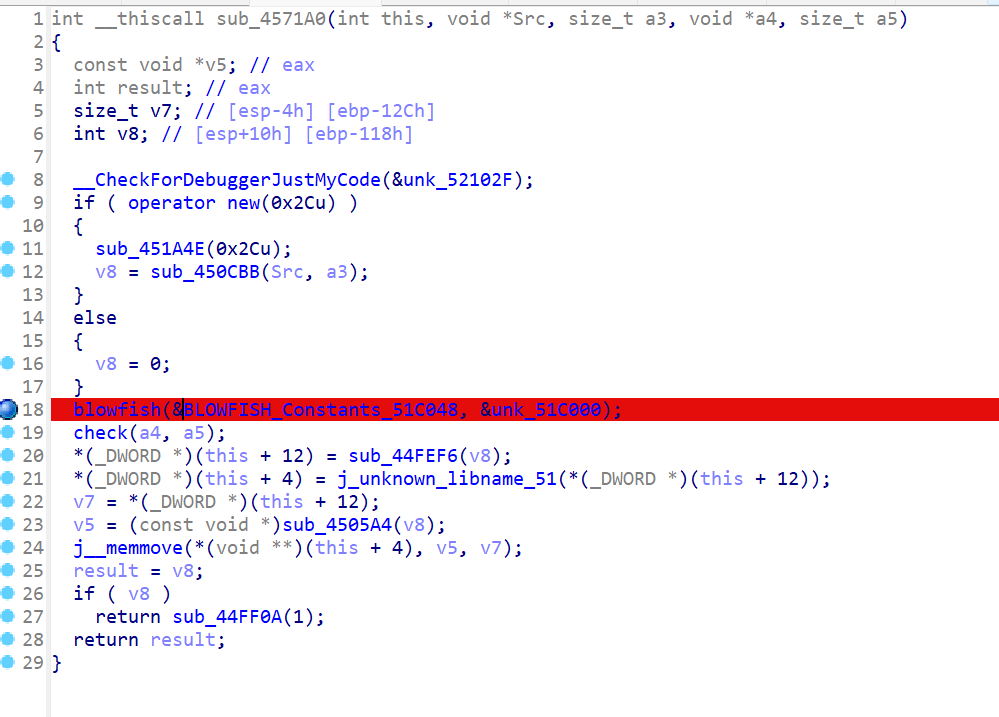 1 int __thiscall sub_4571A0(int this, void *Src, size_t a3, void *a4, size_t a5)
2 {
3 const void *v5; // eax
4 int result; // eax
5 size_t v7; // [esp-4h] [ebp-12Ch]
6 int v8; // [esp+10h] [ebp-118h]
7
8 __CheckForDebuggerJustMyCode(&unk_52102F);
9 if ( operator new(0x2Cu) )
10 {
11 sub_451A4E(0x2Cu);
12 v8 = sub_450CBB(Src, a3);
13 }
14 else
15 {
16 v8 = 0;
17 }
18 blowfish(&BLOWFISH_Constants_51C048, &unk_51C000);
19 check(a4, a5);
20 *(_DWORD *)(this + 12) = sub_44FEF6(v8);
21 *(_DWORD *)(this + 4) = j_unknown_libname_51(*(_DWORD *)(this + 12));
22 v7 = *(_DWORD *)(this + 12);
23 v5 = (const void *)sub_4505A4(v8);
24 j__memmove(*(void **)(this + 4), v5, v7);
25 result = v8;
26 if ( v8 )
27 return sub_44FF0A(1);
28 return result;
29 }